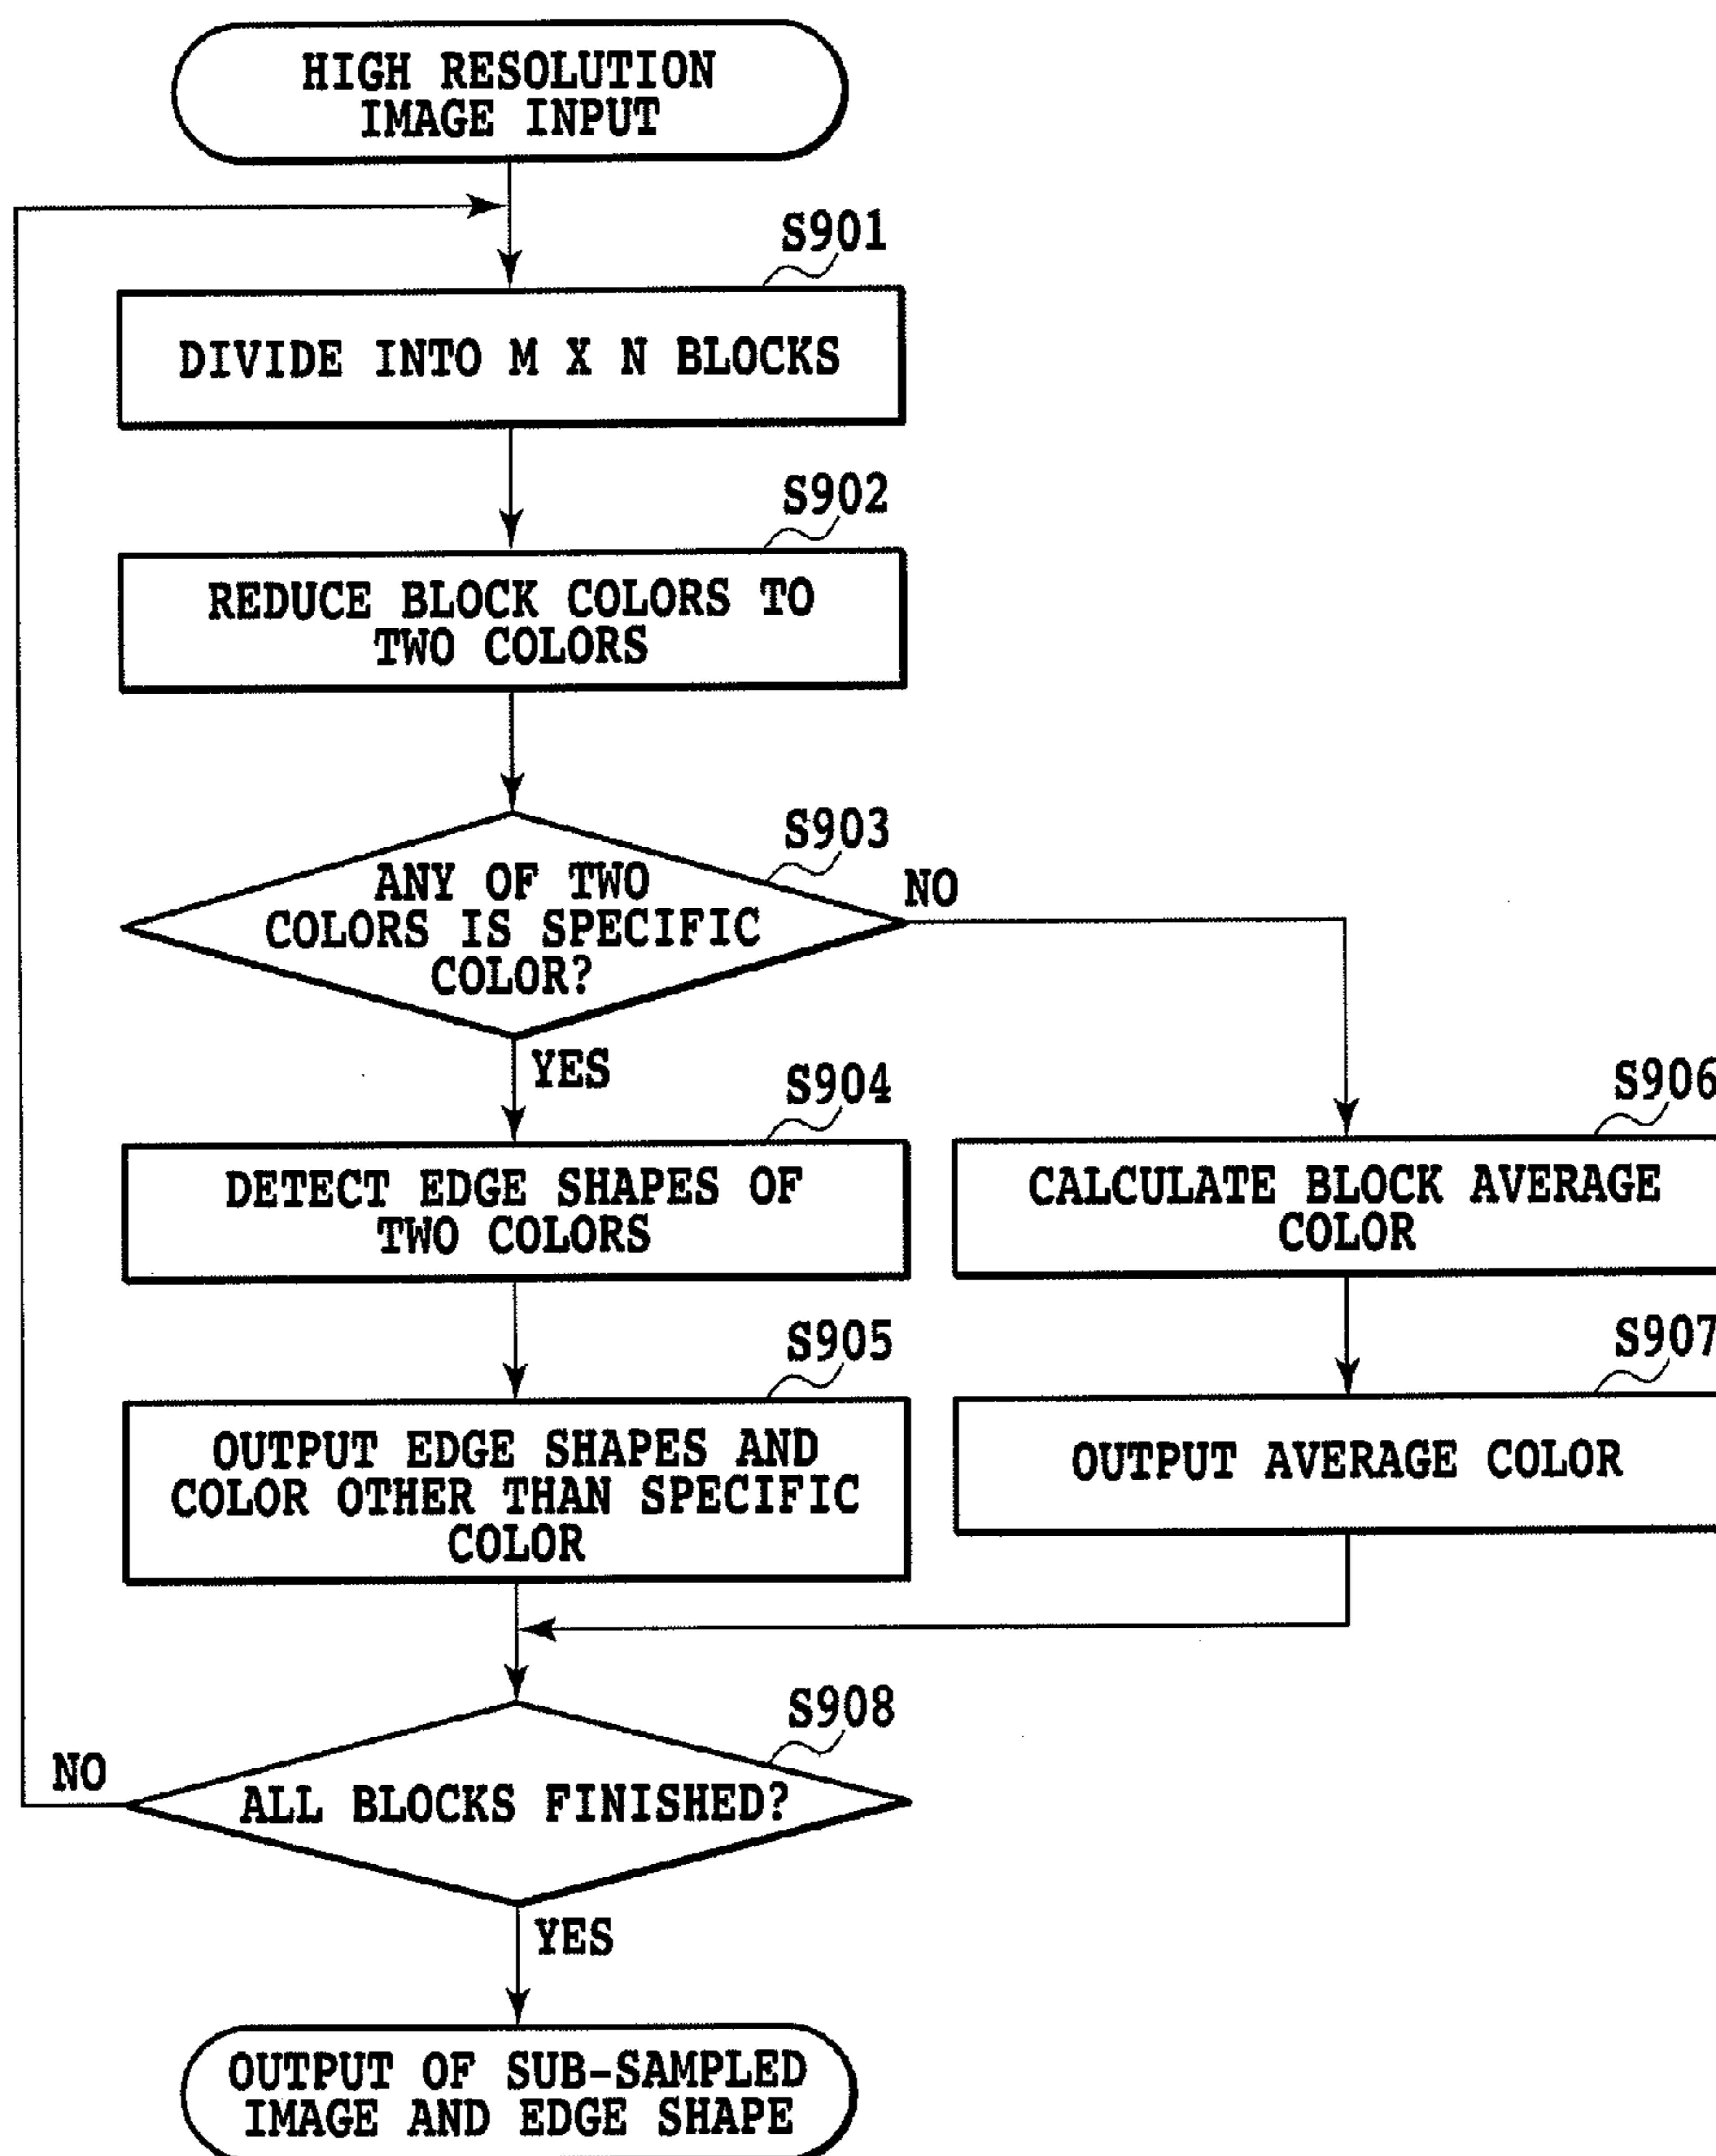 HIGH RESOLUTION
IMAGE INPUT
S901
DIVIDE INTO M X N BLOCKS
S902
REDUCE BLOCK COLORS TO
TWO COLORS
S903
ANY OF TWO
COLORS IS SPECIFIC
COLOR?
NO
YES
S904
DETECT EDGE SHAPES OF
TWO COLORS
S906
CALCULATE BLOCK AVERAGE
COLOR
S905
OUTPUT EDGE SHAPES AND
COLOR OTHER THAN SPECIFIC
COLOR
S907
OUTPUT AVERAGE COLOR
S908
ALL BLOCKS FINISHED?
NO
YES
OUTPUT OF SUB-SAMPLED
IMAGE AND EDGE SHAPE